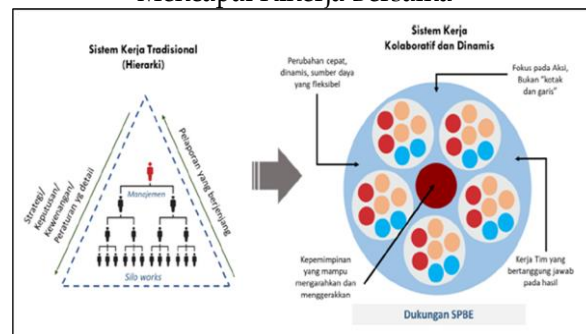 Mencapai Kinerja Bersama
Sistem Kerja Tradisional
(Hierarki)
Strategi/
Keputusan/
Kewenangan/
Peraturan yg detail
Pelaporan yang berjenjang
Manajemen
Silo works
Sistem Kerja
Kolaboratif dan Dinamis
Perubahan cepat,
dinamis, sumber daya
yang fleksibel
Fokus pada Aksi,
Bukan "kotak
dan garis"
Kepemimpinan
yang mampu
mengarahkan dan
menggerakkan
Kerja Tim yang
bertanggung jawab
pada hasil
Dukungan SPBE